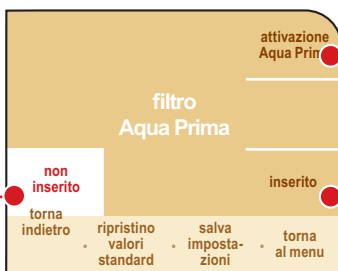 attivazione
Aqua Prima
filtro
Aqua Prima
non
inserito
inserito
torna
indietro
ripristino
valori
standard
salva
imposta-
zioni
torna
al menu